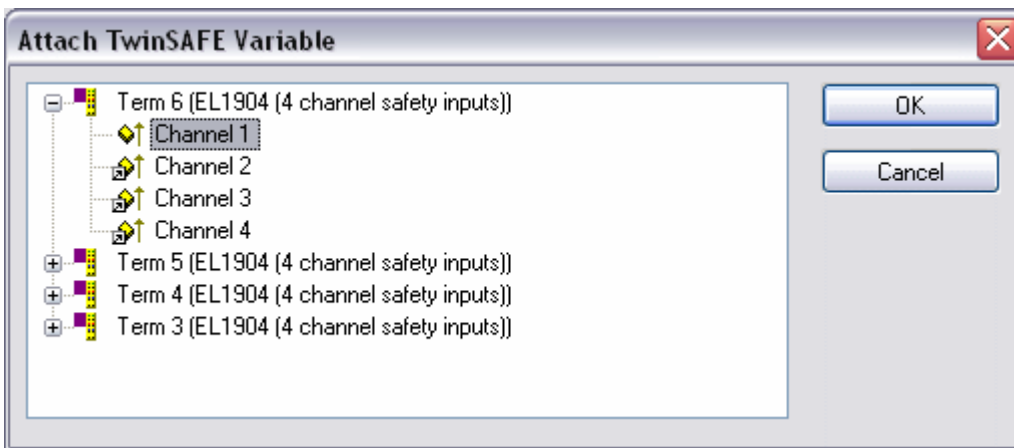 Attach TwinSAFE Variable
Term 6 (EL1904 (4 channel safety inputs))
Channel 1
Channel 2
Channel 3
Channel 4
Term 5 (EL1904 (4 channel safety inputs))
Term 4 (EL1904 (4 channel safety inputs))
Term 3 (EL1904 (4 channel safety inputs))
OK
Cancel